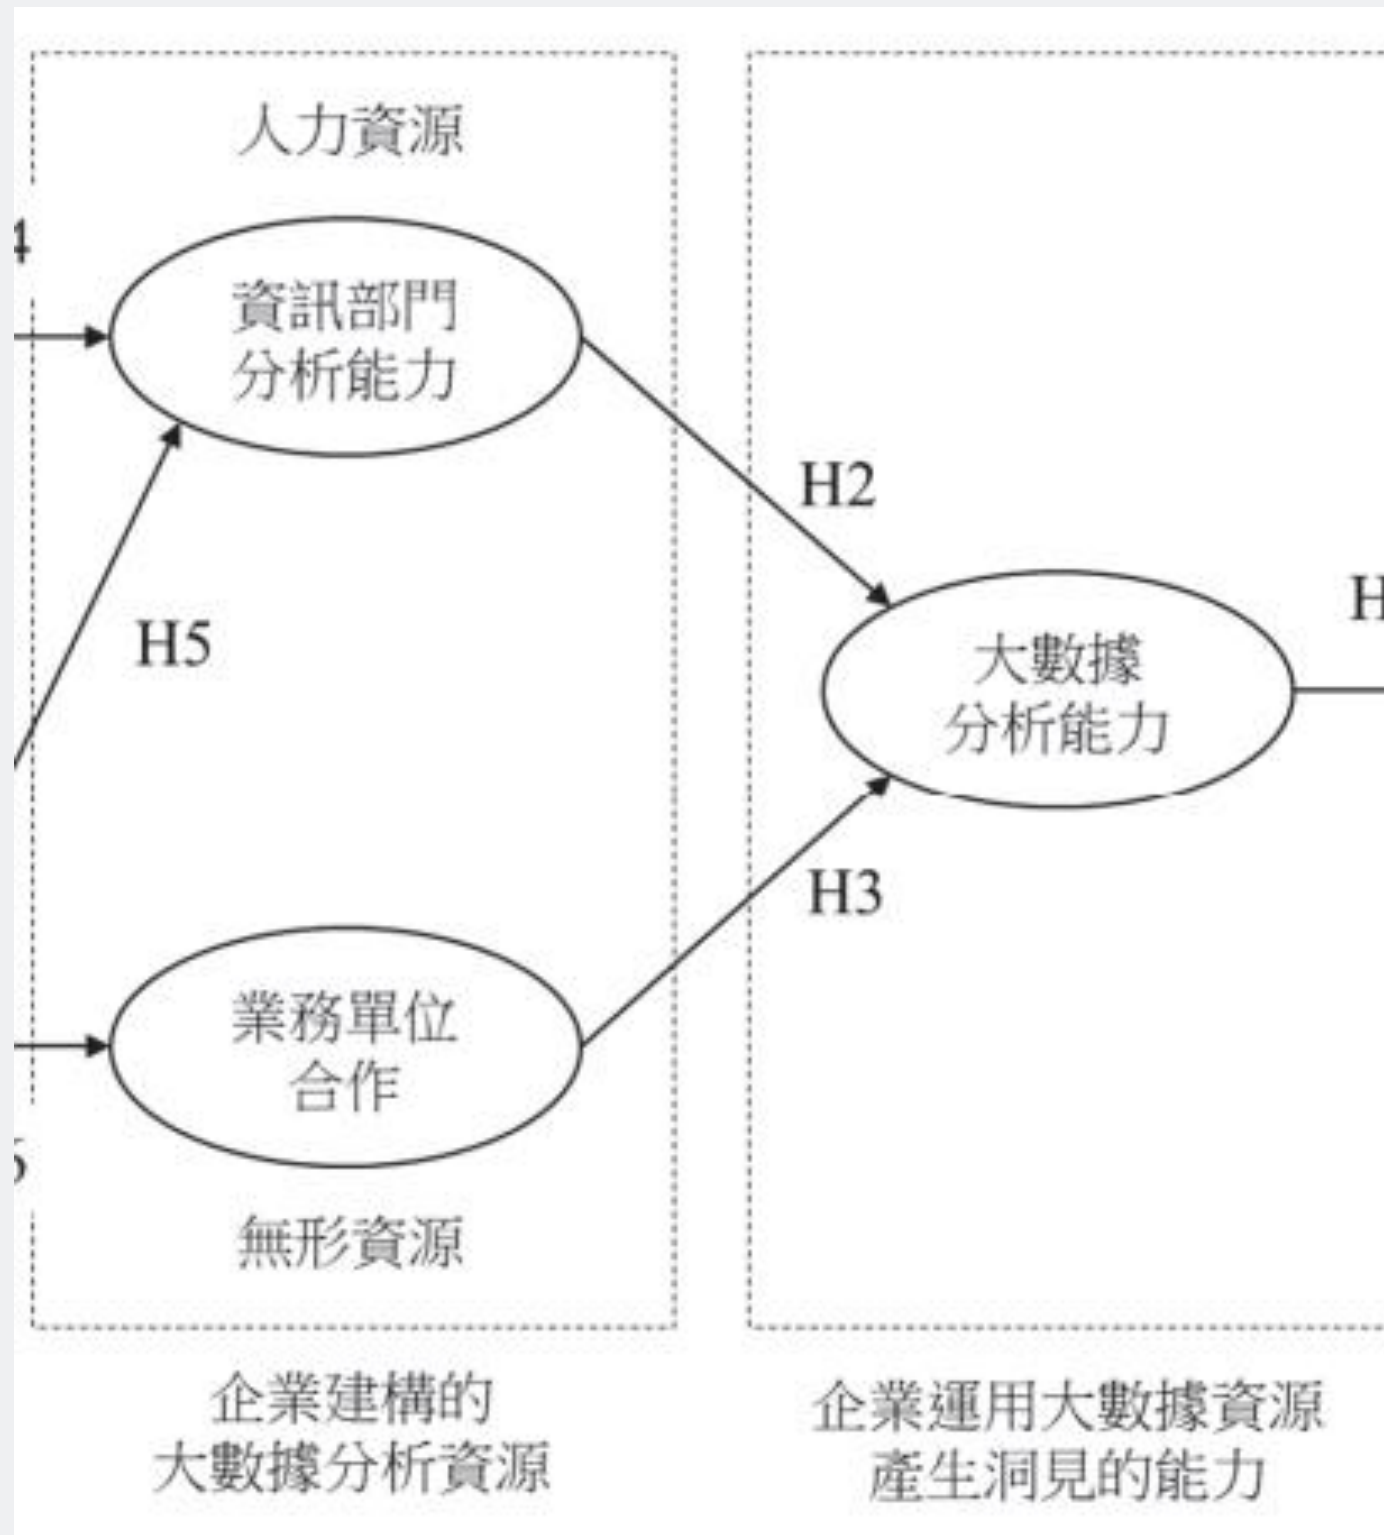 人力資源
4
資訊部門
分析能力
H2
H5
大數據
分析能力
H
H3
業務單位
合作
無形資源
企業建構的
大數據分析資源
企業運用大數據資源
產生洞見的能力